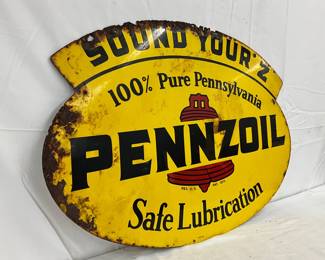 SOUND YOUR 'Z'
100% Pure Pennsylvania
PENNZOIL
Safe Lubrication